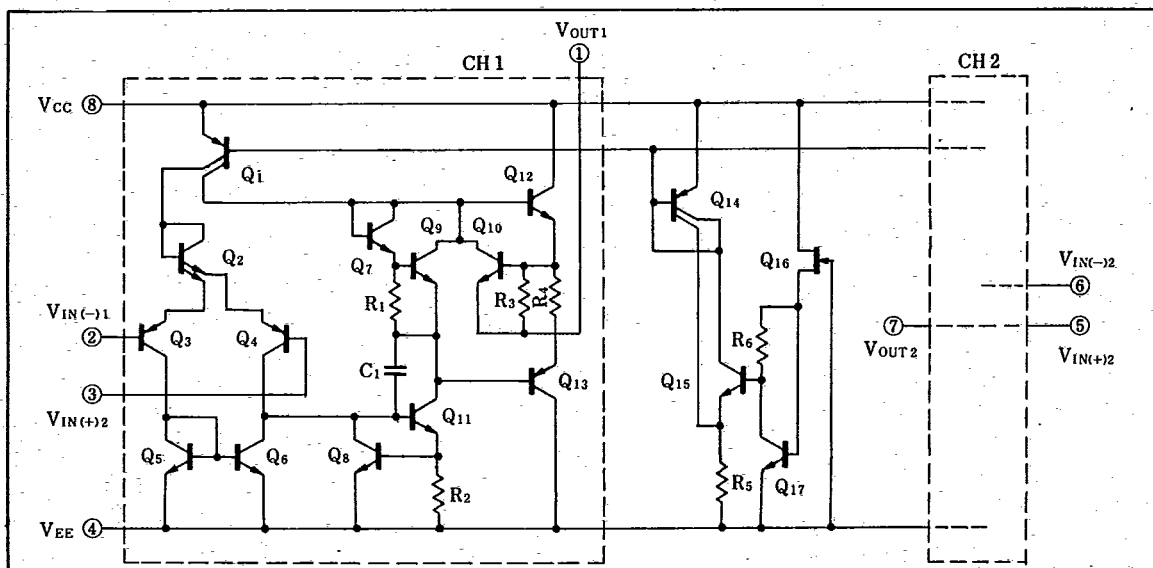 VOUT1
①
CH 1
CH 2
VCC ⑧
Q1
Q12
Q14
Q9 Q10
Q2
Q7
Q16
VIN(-)2
⑥
R1
R3
R4
VIN(-)1
②
Q3
Q4
⑦
⑤
VOUT2
VIN(+)2
R6
C1
Q13
Q15
③
VIN(+)2
Q11
Q5
Q6
Q8
R5
Q17
R2
VEE ④